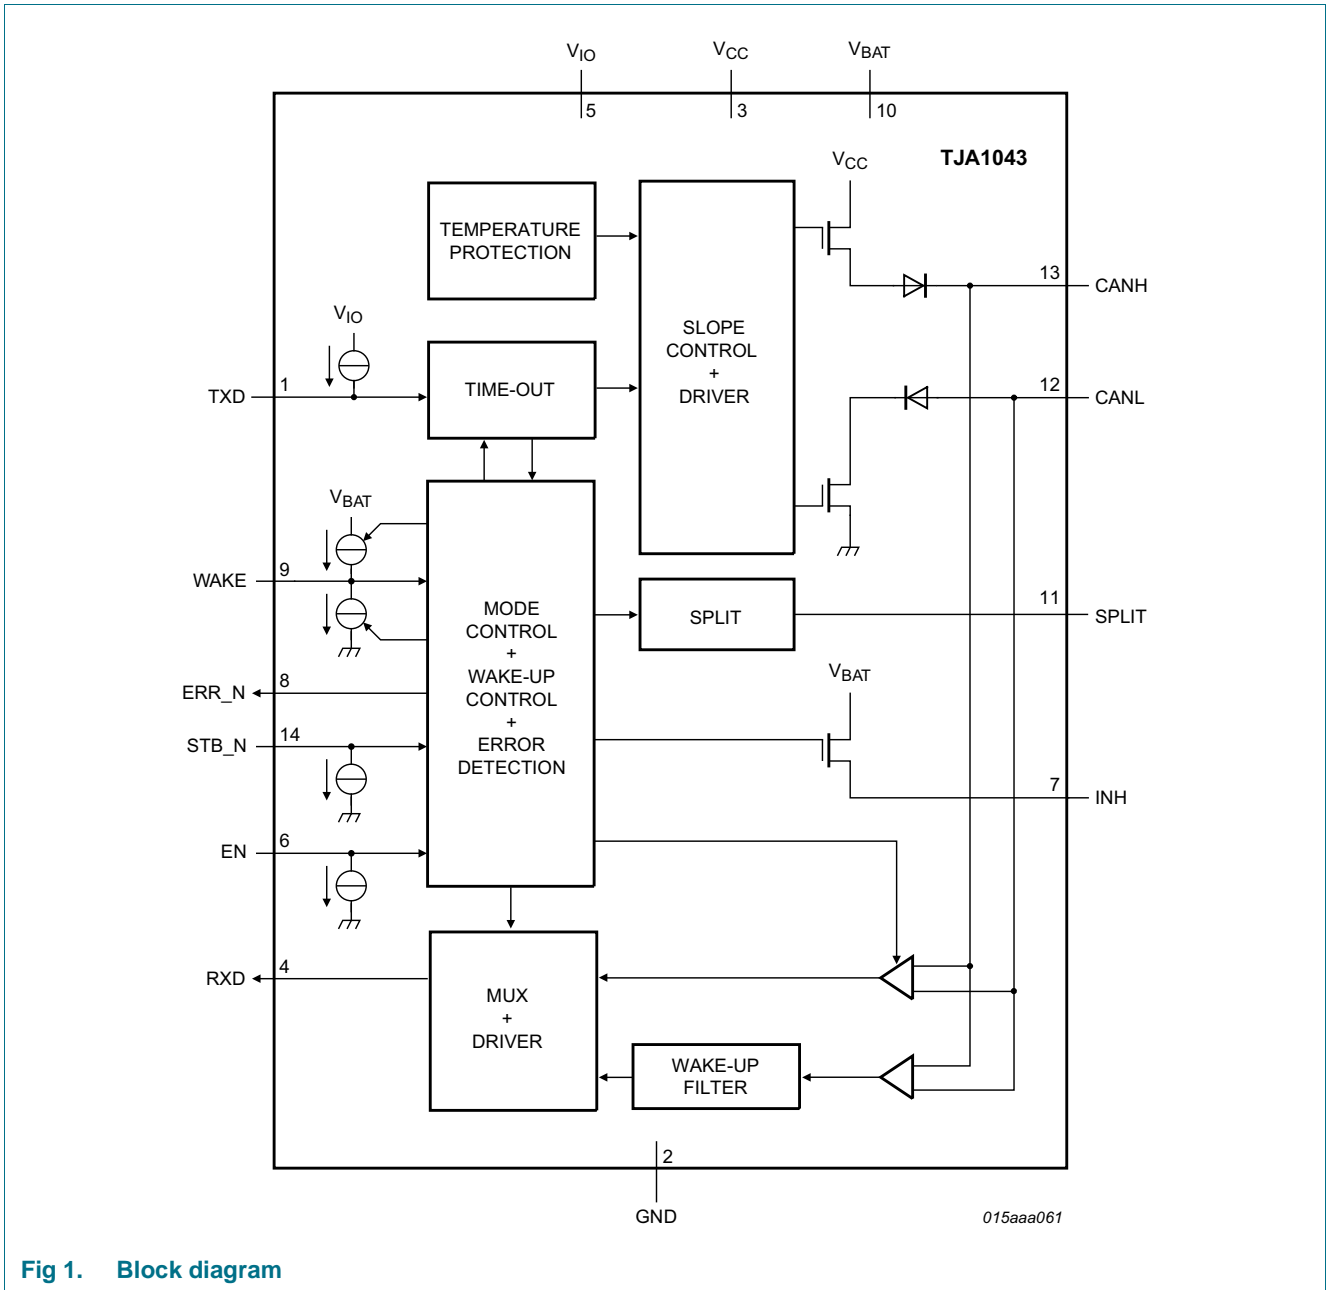 VIO
VCC
VBAT
5
3
10
TJA1043
VCC
TEMPERATURE
PROTECTION
13
CANH
VIO
SLOPE
CONTROL
+
DRIVER
TXD
1
TIME-OUT
12
CANL
VBAT
WAKE
9
MODE
CONTROL
+
WAKE-UP
CONTROL
+
ERROR
DETECTION
SPLIT
11
SPLIT
ERR_N
8
VBAT
STB_N
14
7
INH
EN
6
RXD
4
MUX
+
DRIVER
WAKE-UP
FILTER
2
GND
015aaa061
Fig 1. Block diagram